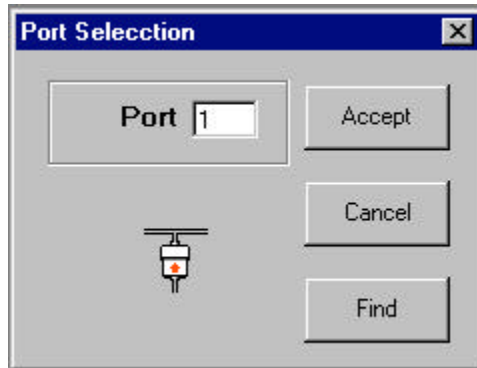 Port Selecction
Port 1
Accept
Cancel
Find